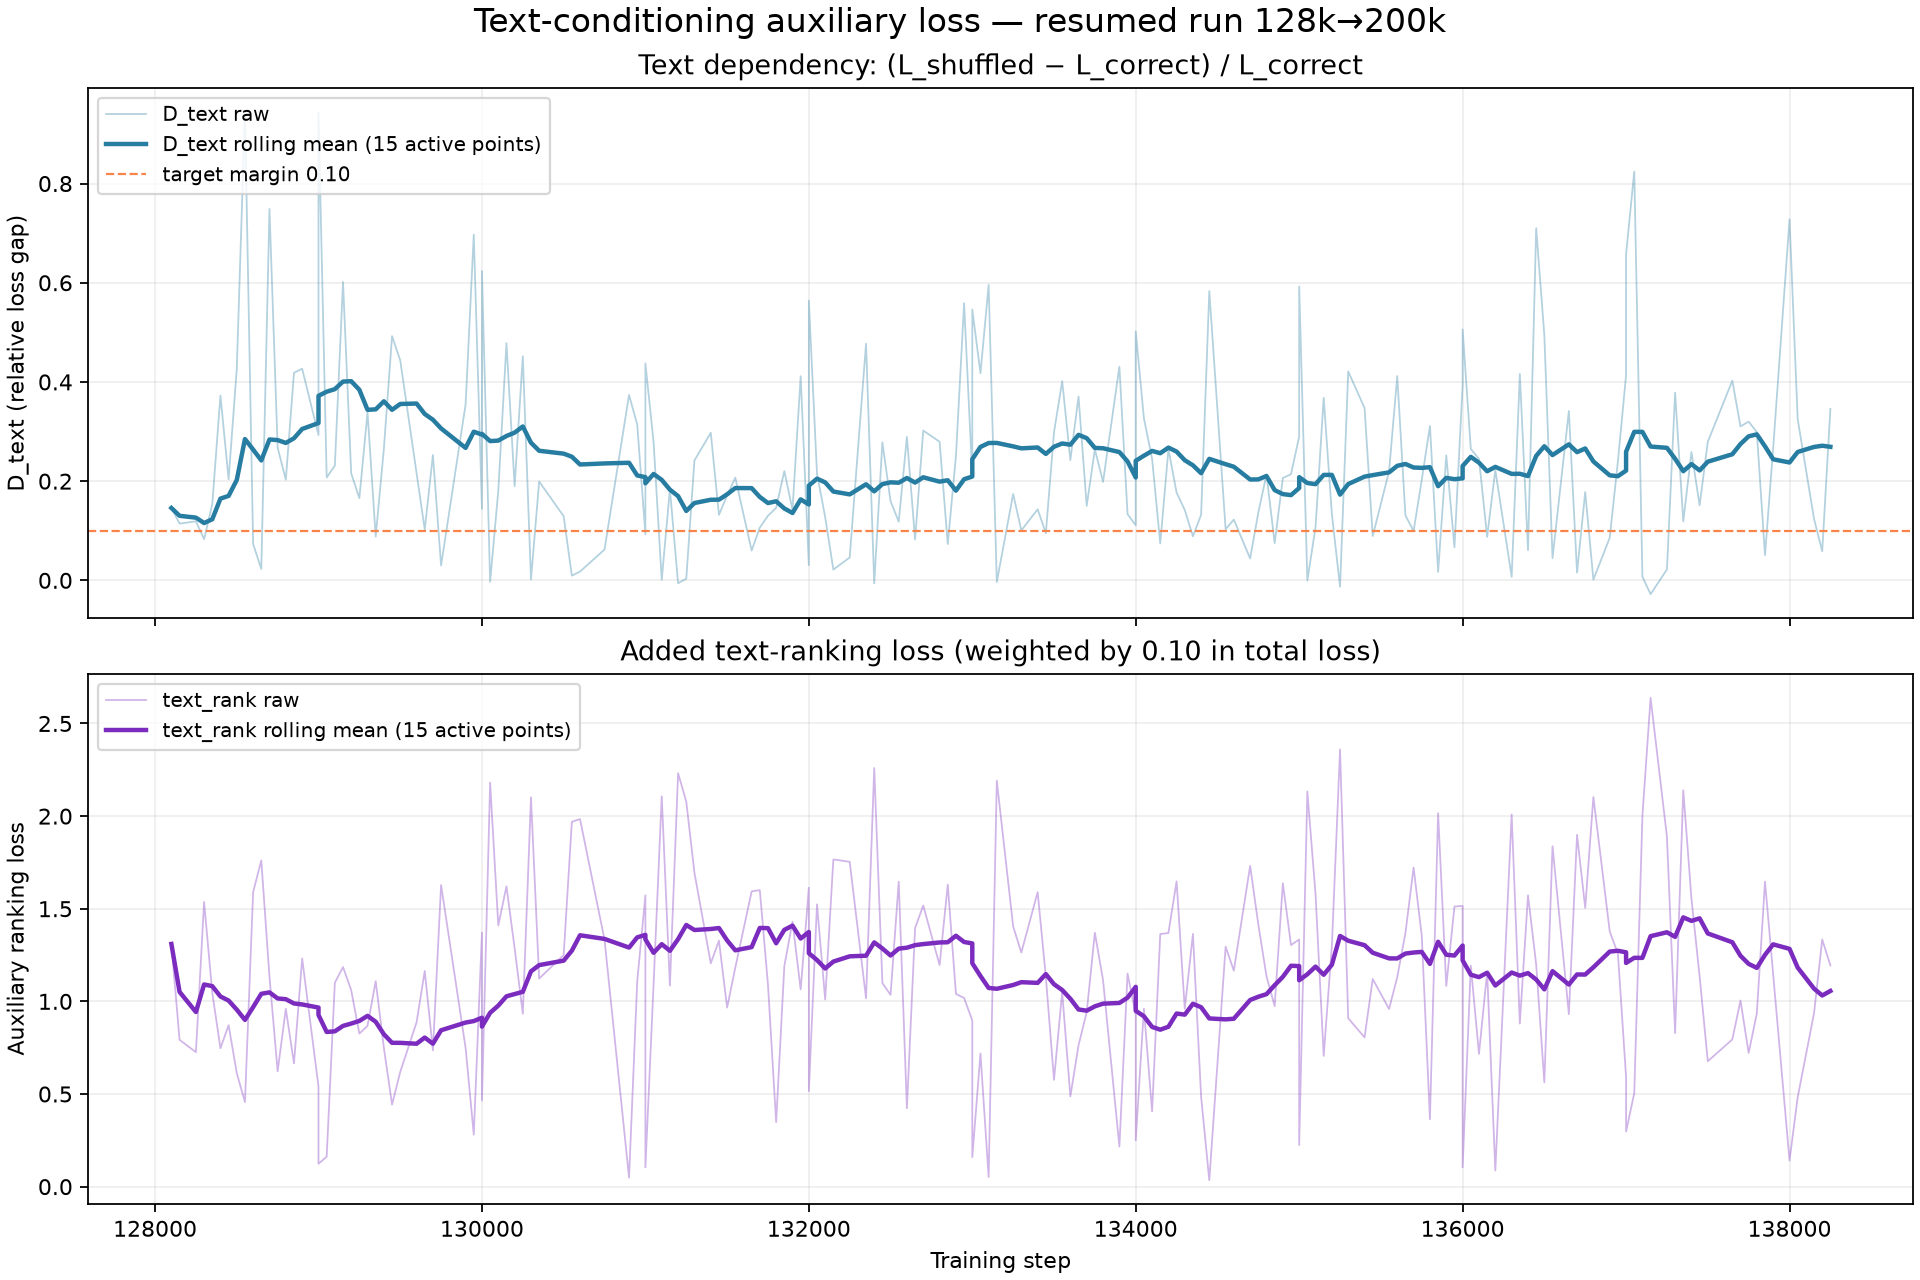 Text-conditioning auxiliary loss — resumed run 128k→200k
Text dependency: (L_shuffled − L_correct) / L_correct
D_text raw
D_text rolling mean (15 active points)
target margin 0.10
D_text (relative loss gap)
0.8
0.6
0.4
0.2
0.0
Added text-ranking loss (weighted by 0.10 in total loss)
text_rank raw
text_rank rolling mean (15 active points)
Auxiliary ranking loss
2.5
2.0
1.5
1.0
0.5
0.0
128000 130000 132000 134000 136000 138000
Training step